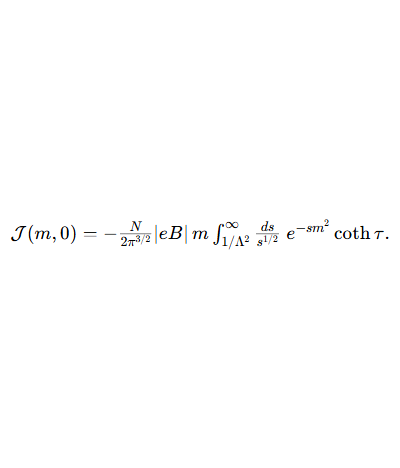 𝒥(m, 0) = − N/(2π^{3/2}) |eB| m ∫_{1/Λ²}^{∞} ds/s^{1/2} e^{−sm²} coth τ.